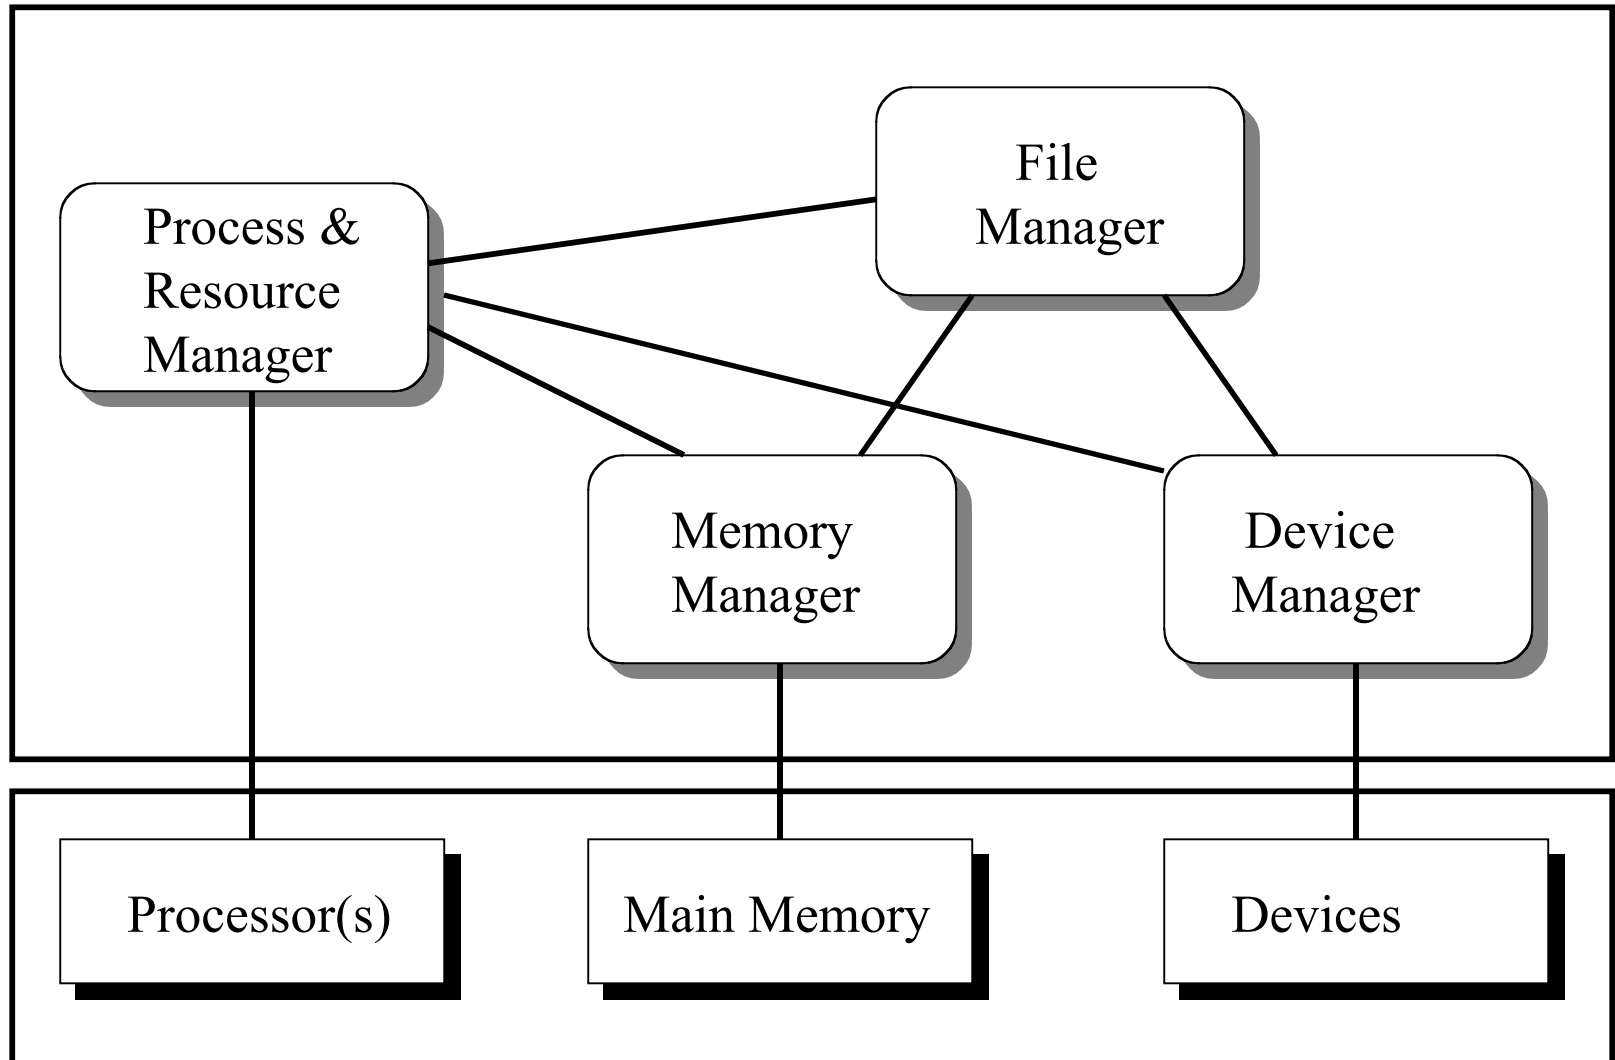 File
Manager
Process &
Resource
Manager
Memory
Manager
Device
Manager
Processor(s)
Main Memory
Devices